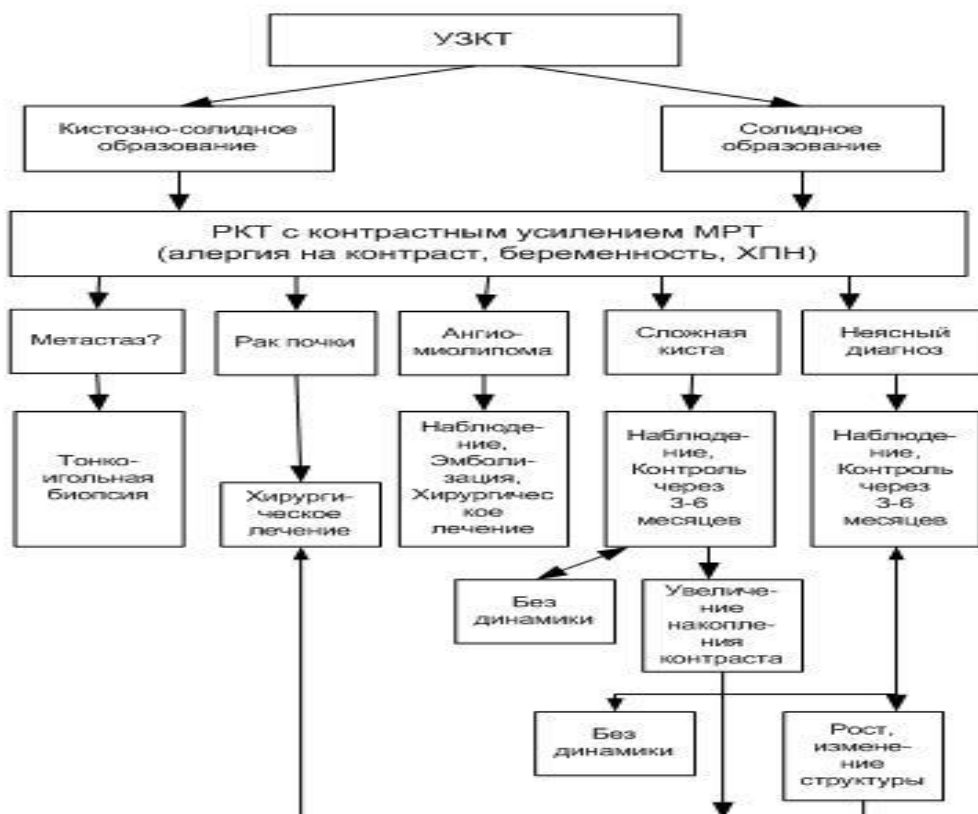 УЗКТ
Кистозно-солидное
образование
Солидное
образование
РКТ с контрастным усилением МРТ
(алергия на контраст, беременность, ХПН)
Метастаз?
Рак почки
Ангио-
миолипома
Сложная
киста
Неясный
диагноз
Тонко-
игольная
биопсия
Хирурги-
ческое
лечение
Наблюде-
ние,
Эмболи-
зация,
Хирургичес
кое
лечение
Наблюде-
ние,
Контроль
через
3-6
месяцев
Наблюде-
ние,
Контроль
через
3-6
месяцев
Без
динамики
Увеличе-
ние
накопле-
ния
контраста
Без
динамики
Рост,
измене-
ние
структуры